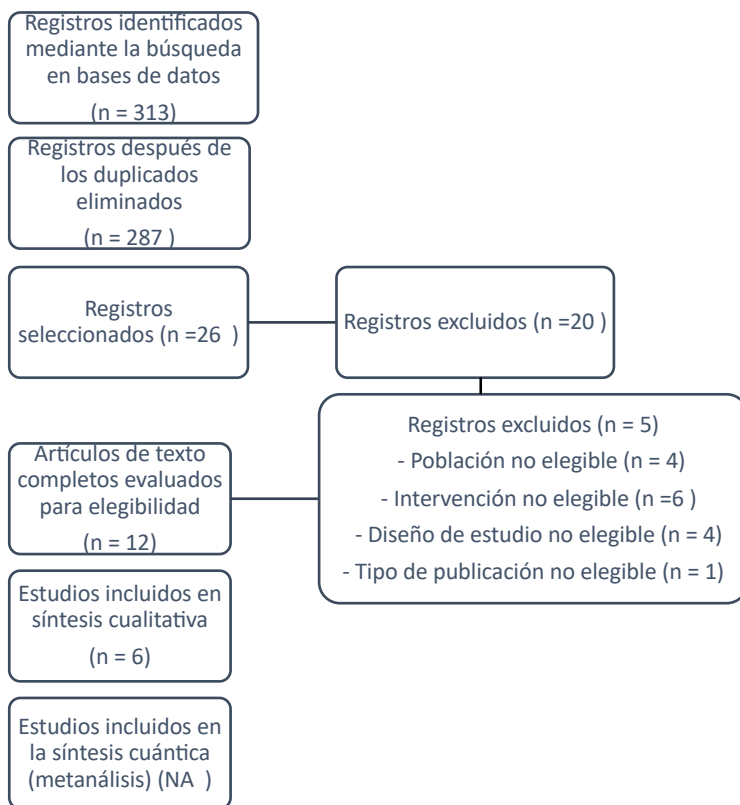 Registros identificados
mediante la búsqueda
en bases de datos
(n = 313)
Registros después de
los duplicados
eliminados
(n = 287 )
Registros
seleccionados (n =26  )
Registros excluidos (n =20 )
Registros excluidos (n = 5)
- Población no elegible (n = 4)
- Intervención no elegible (n =6 )
- Diseño de estudio no elegible (n = 4)
- Tipo de publicación no elegible (n = 1)
Artículos de texto
completos evaluados
para elegibilidad
(n = 12)
Estudios incluidos en
síntesis cualitativa
(n = 6)
Estudios incluidos en
la síntesis cuántica
(metanálisis) (NA  )